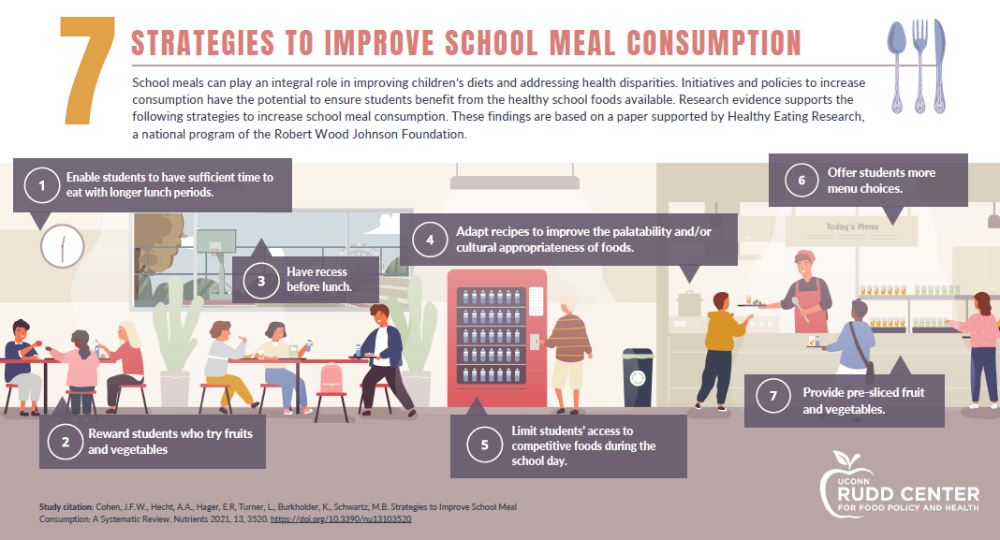 7
STRATEGIES TO IMPROVE SCHOOL MEAL CONSUMPTION
School meals can play an integral role in improving children's diets and addressing health disparities. Initiatives and policies to increase
consumption have the potential to ensure students benefit from the healthy school foods available. Research evidence supports the
following strategies to increase school meal consumption. These findings are based on a paper supported by Healthy Eating Research,
a national program of the Robert Wood Johnson Foundation.
1
Enable students to have sufficient time to
eat with longer lunch periods.
6
Offer students more
menu choices.
4
Adapt recipes to improve the palatability and/or
cultural appropriateness of foods.
Today's Menu
3
Have recess
before lunch.
7
Provide pre-sliced fruit
and vegetables.
2
Reward students who try fruits
and vegetables
5
Limit students' access to
competitive foods during the
school day.
Study citation: Cohen, J.F.W., Hecht, A.A., Hager, E.R, Turner, L., Burkholder, K., Schwartz, M.B. Strategies to Improve School Meal
Consumption: A Systematic Review. Nutrients 2021, 13, 3520. https://doi.org/10.3390/nu13103520
UCONN
RUDD CENTER
FOR FOOD POLICY AND HEALTH